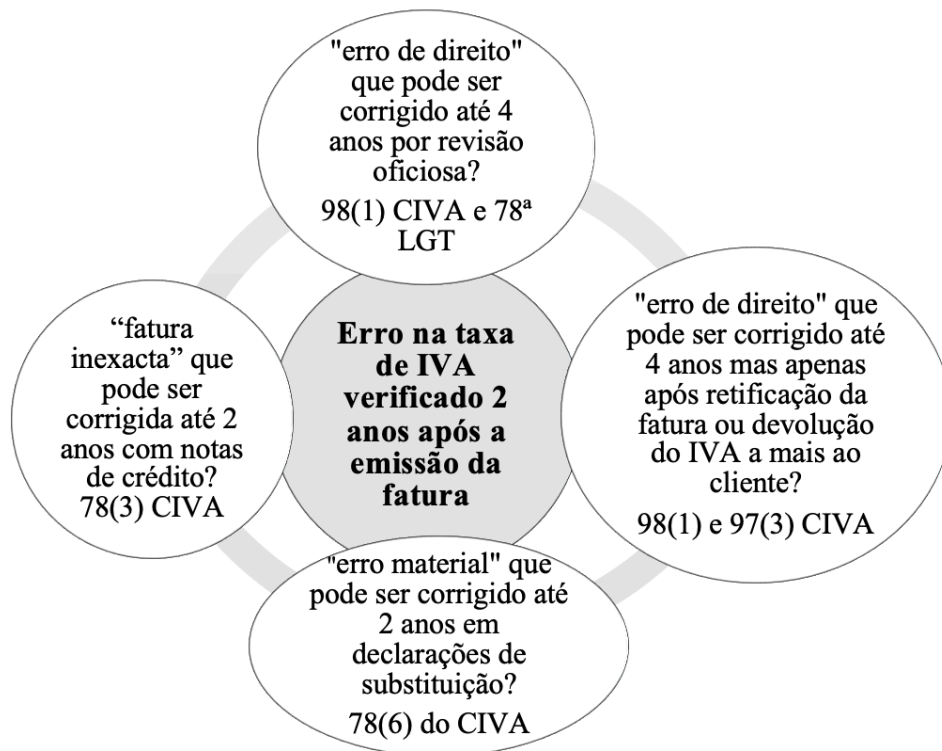 "erro de direito"
que pode ser
corrigido até 4
anos por revisão
oficiosa?
98(1) CIVA e 78ª
LGT
"erro de direito" que
pode ser corrigido até
4 anos mas apenas
após retificação da
fatura ou devolução
do IVA a mais ao
cliente?
98(1) e 97(3) CIVA
"erro material" que
pode ser corrigido até
2 anos em
declarações de
substituição?
78(6) do CIVA
“fatura
inexacta” que
pode ser
corrigida até 2
anos com notas
de crédito?
78(3) CIVA
Erro na taxa
de IVA
verificado 2
anos após a
emissão da
fatura